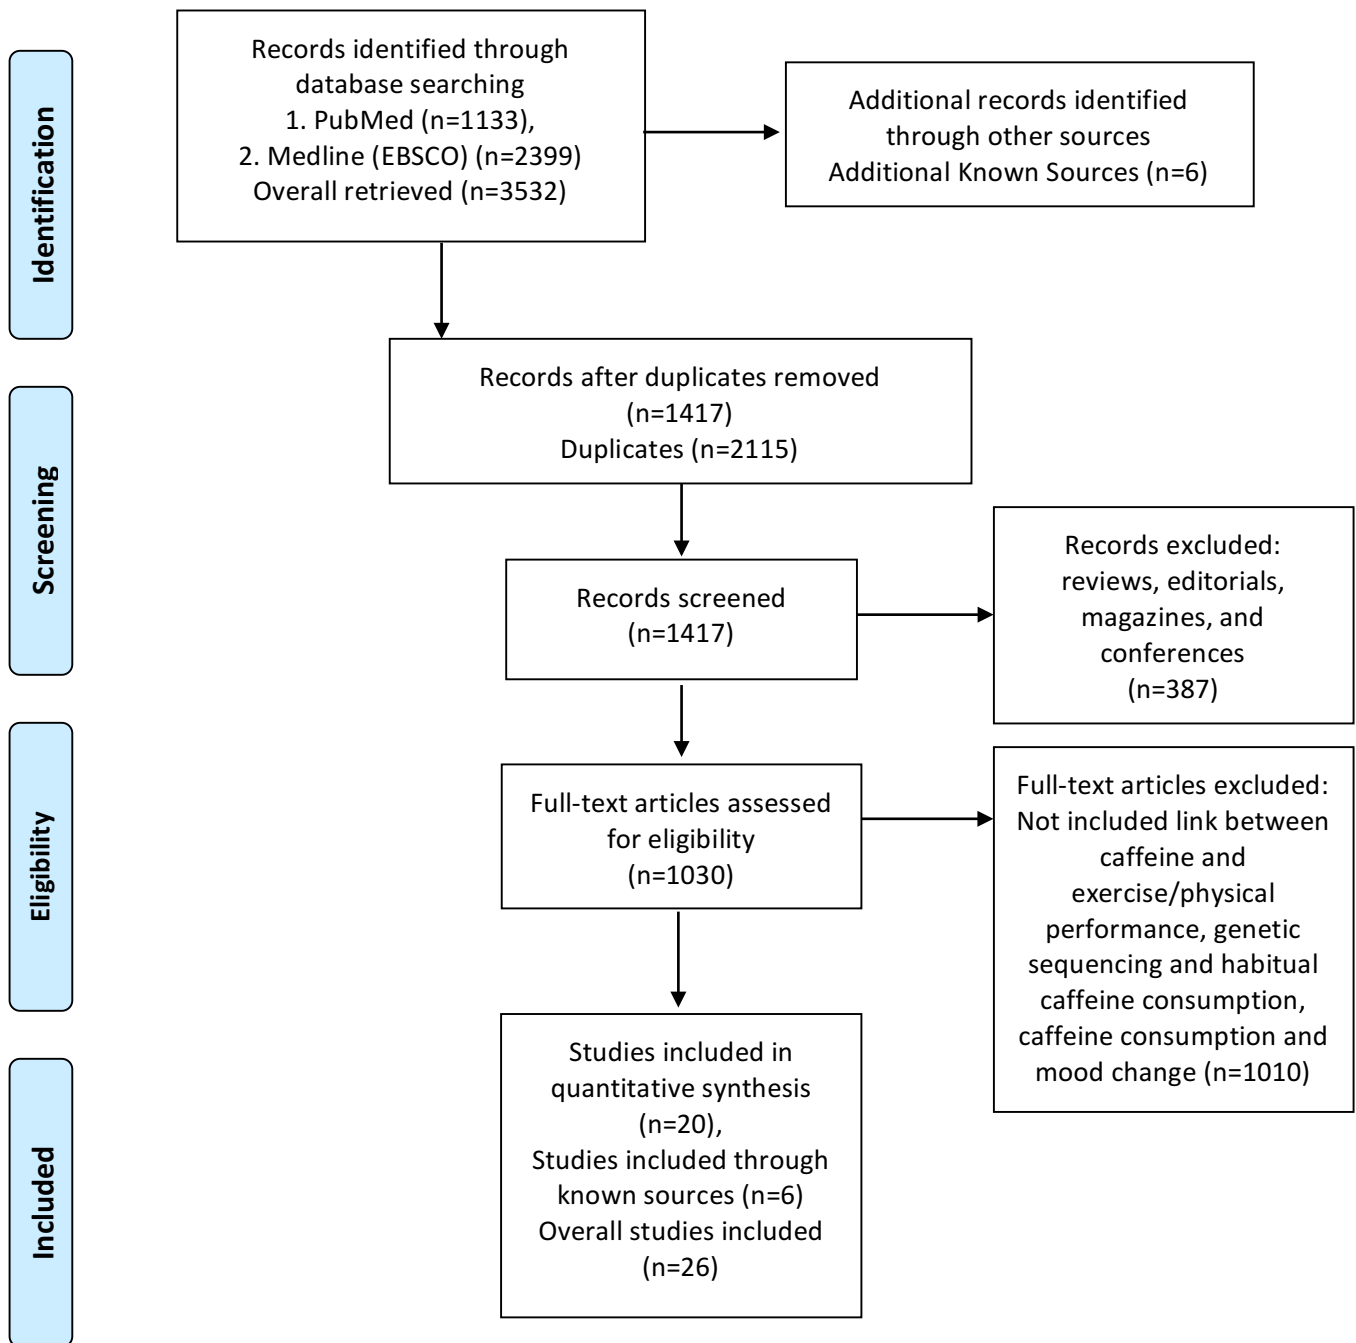 Identification
Records identified through
database searching
1. PubMed (n=1133),
2. Medline (EBSCO) (n=2399)
Overall retrieved (n=3532)
Additional records identified
through other sources
Additional Known Sources (n=6)
Records after duplicates removed
(n=1417)
Duplicates (n=2115)
Screening
Records screened
(n=1417)
Records excluded:
reviews, editorials,
magazines, and
conferences
(n=387)
Eligibility
Full-text articles assessed
for eligibility
(n=1030)
Full-text articles excluded:
Not included link between
caffeine and
exercise/physical
performance, genetic
sequencing and habitual
caffeine consumption,
caffeine consumption and
mood change (n=1010)
Included
Studies included in
quantitative synthesis
(n=20),
Studies included through
known sources (n=6)
Overall studies included
(n=26)